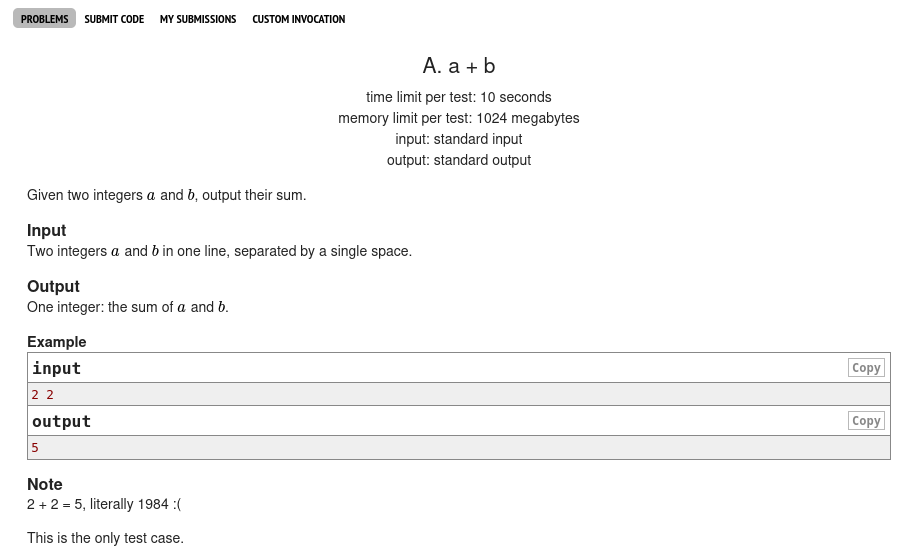 PROBLEMS SUBMIT CODE MY SUBMISSIONS CUSTOM INVOCATION
A. a + b
time limit per test: 10 seconds
memory limit per test: 1024 megabytes
input: standard input
output: standard output
Given two integers a and b, output their sum.
Input
Two integers a and b in one line, separated by a single space.
Output
One integer: the sum of a and b.
Example
input Copy
2 2
output Copy
5
Note
2 + 2 = 5, literally 1984 :(
This is the only test case.